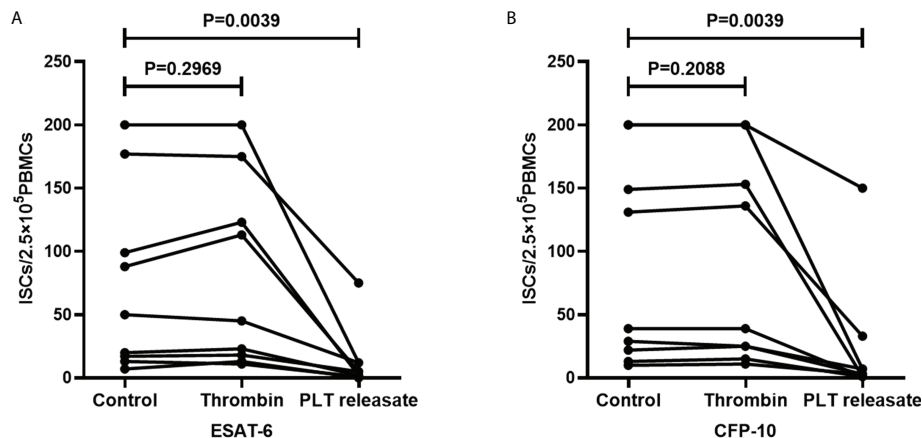 A
P=0.0039
P=0.2969
250
200
150
100
50
0
ISCs/2.5×10⁵PBMCs
Control Thrombin PLT releasate
ESAT-6
B
P=0.0039
P=0.2088
250
200
150
100
50
0
ISCs/2.5×10⁵PBMCs
Control Thrombin PLT releasate
CFP-10